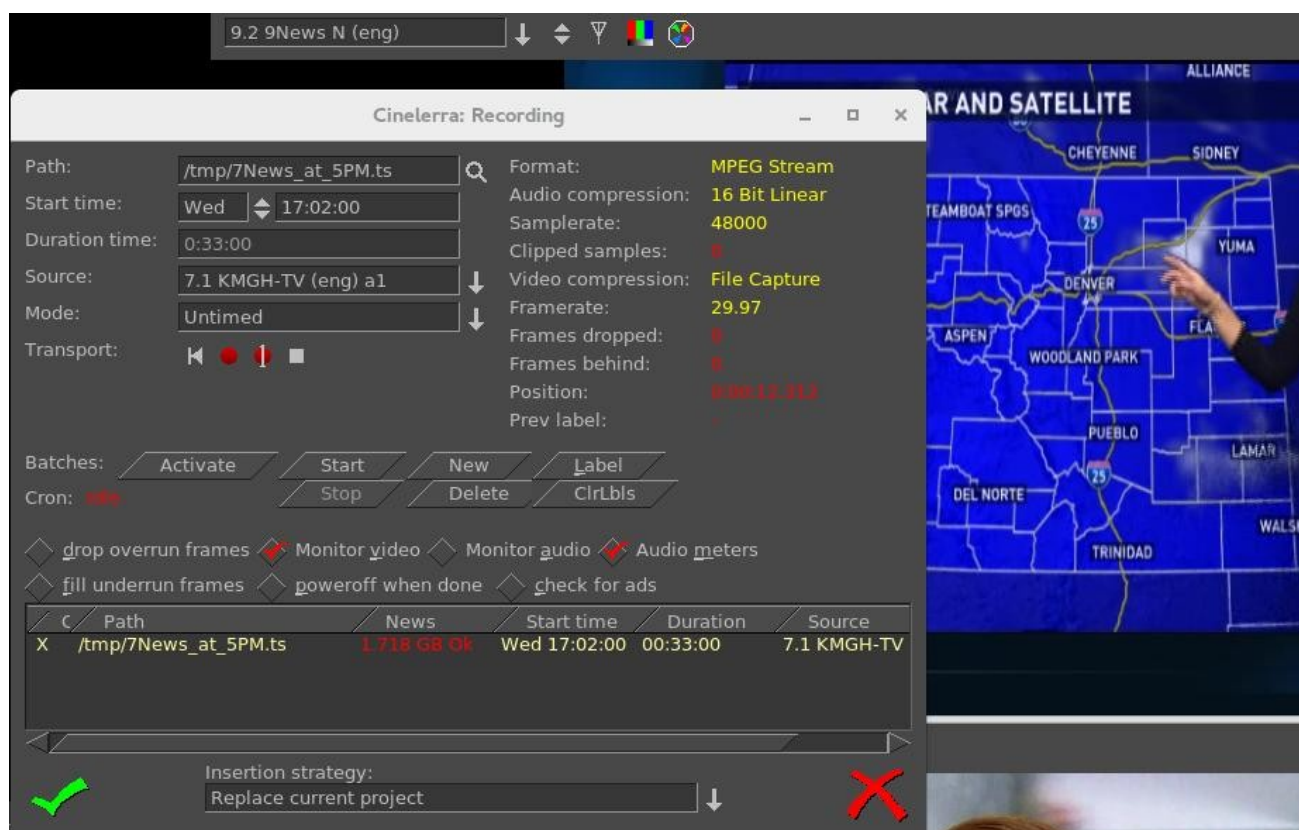 9.2 9News N (eng)
Cinelerra: Recording
Path: /tmp/7News_at_5PM.ts
Start time: Wed 17:02:00
Duration time: 0:33:00
Source: 7.1 KMGH-TV (eng) a1
Mode: Untimed
Transport:
Format: MPEG Stream
Audio compression: 16 Bit Linear
Samplerate: 48000
Clipped samples:
Video compression: File Capture
Framerate: 29.97
Frames dropped:
Frames behind:
Position:
Prev label: -
Batches: Activate Start New Label
Cron: Stop Delete ClrLbls
drop overrun frames Monitor video Monitor audio Audio meters
fill underrun frames poweroff when done check for ads
C Path News Start time Duration Source
X /tmp/7News_at_5PM.ts 1.718 GB Ok Wed 17:02:00 00:33:00 7.1 KMGH-TV
Insertion strategy:
Replace current project
ALLIANCE
AR AND SATELLITE
CHEYENNE SIDNEY
TEAMBOAT SPGS
25
YUMA
DENVER
ASPEN
WOODLAND PARK
PUEBLO
LAMAR
25
DEL NORTE
WALS
TRINIDAD